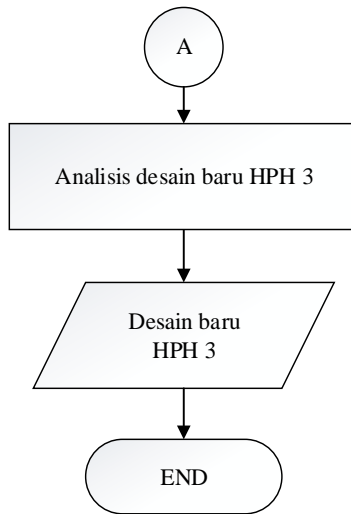 A
Analisis desain baru HPH 3
Desain baru
HPH 3
END